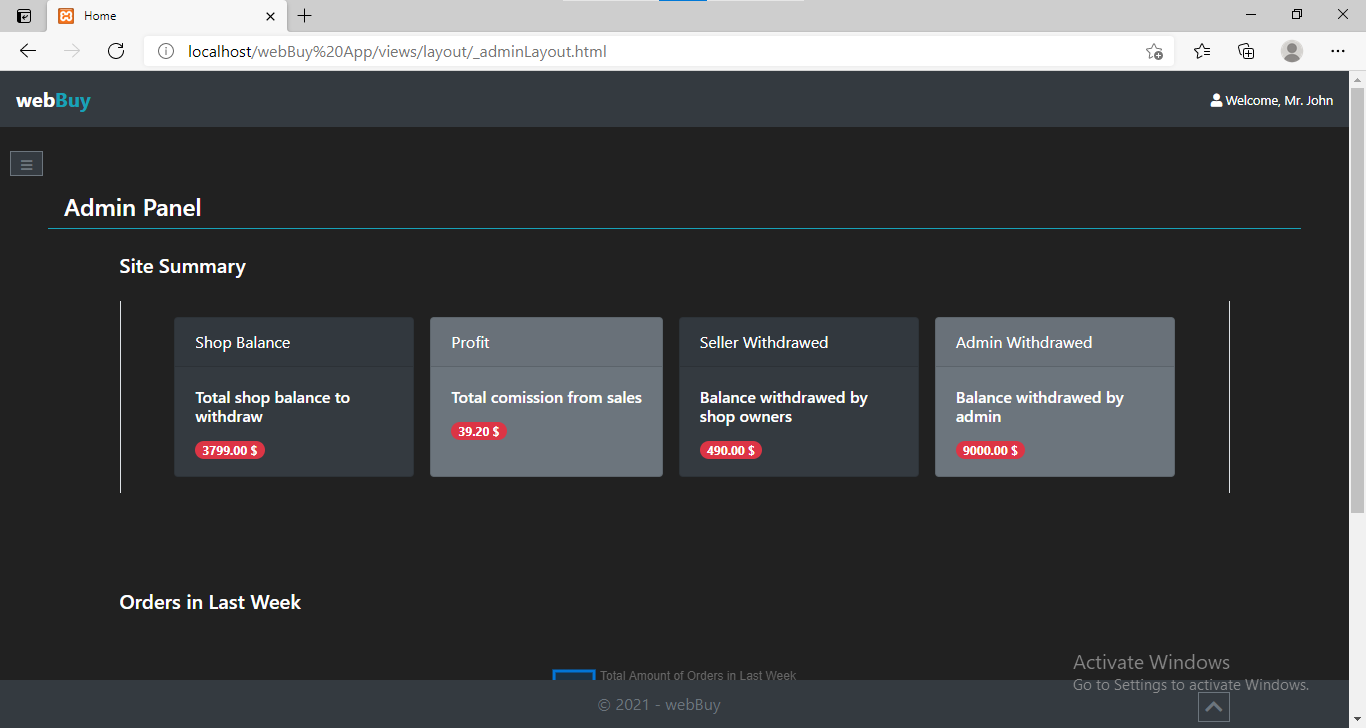 Home
localhost/webBuy%20App/views/layout/_adminLayout.html
webBuy
Welcome, Mr. John
Admin Panel
Site Summary
Shop Balance
Total shop balance to
withdraw
3799.00 $
Profit
Total comission from sales
39.20 $
Seller Withdrawed
Balance withdrawed by
shop owners
490.00 $
Admin Withdrawed
Balance withdrawed by
admin
9000.00 $
Orders in Last Week
Total Amount of Orders in Last Week
Activate Windows
Go to Settings to activate Windows.
© 2021 - webBuy